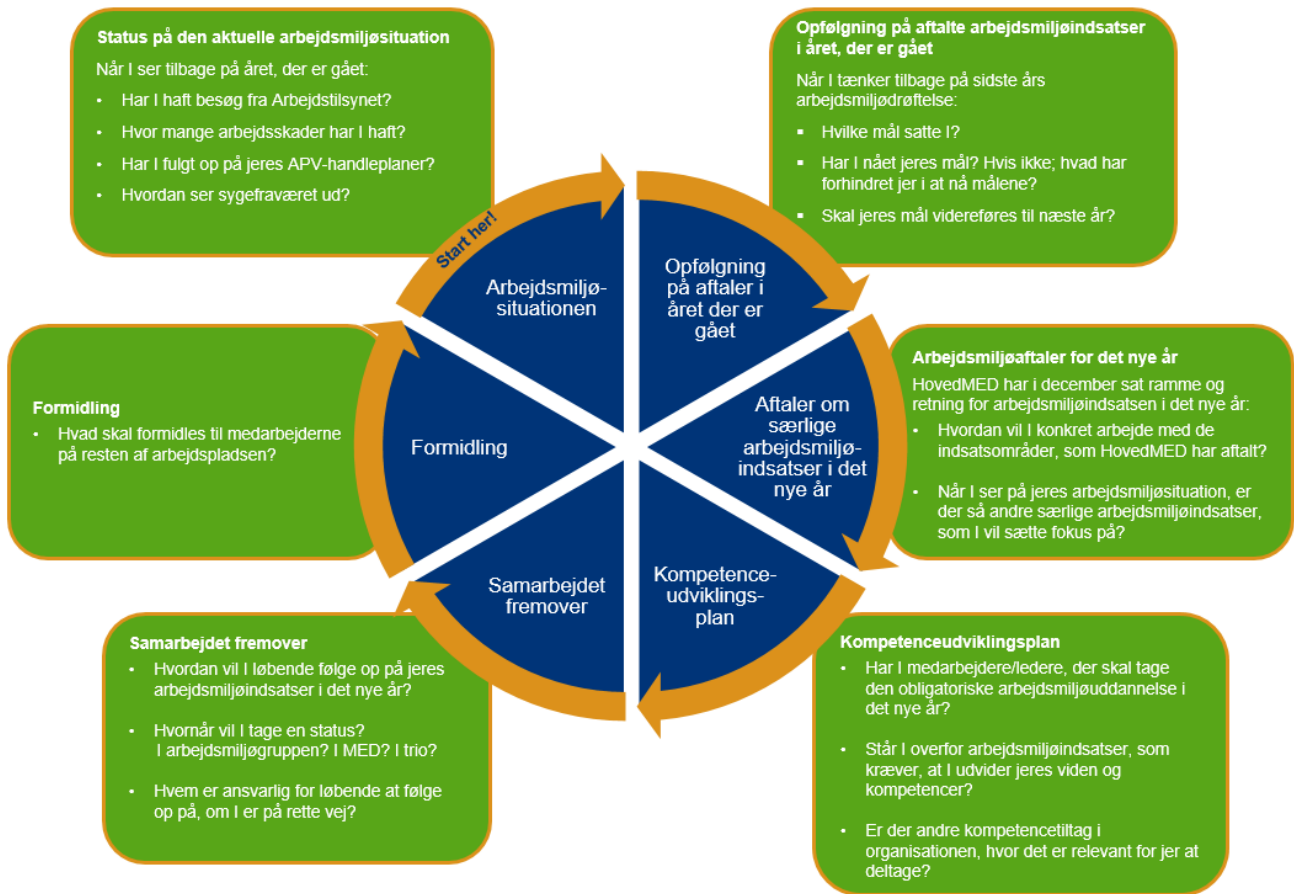 Status på den aktuelle arbejdsmiljøsituation
Når I ser tilbage på året, der er gået:
• Har I haft besøg fra Arbejdstilsynet?
• Hvor mange arbejdsskader har I haft?
• Har I fulgt op på jeres APV-handleplaner?
• Hvordan ser sygefraværet ud?
Opfølgning på aftalte arbejdsmiljøindsatser
i året, der er gået
Når I tænker tilbage på sidste års
arbejdsmiljødrøftelse:
▪ Hvilke mål satte I?
▪ Har I nået jeres mål? Hvis ikke; hvad har
forhindret jer i at nå målene?
▪ Skal jeres mål videreføres til næste år?
Start her!
Arbejdsmiljø-
situationen
Opfølgning
på aftaler i
året der er
gået
Arbejdsmiljøaftaler for det nye år
HovedMED har i december sat ramme og
retning for arbejdsmiljøindsatsen i det nye år:
• Hvordan vil I konkret arbejde med de
indsatsområder, som HovedMED har aftalt?
• Når I ser på jeres arbejdsmiljøsituation, er
der så andre særlige arbejdsmiljøindsatser,
som I vil sætte fokus på?
Formidling
• Hvad skal formidles til medarbejderne
på resten af arbejdspladsen?
Formidling
Aftaler om
særlige
arbejdsmiljø-
indsatser i det
nye år
Samarbejdet
fremover
Kompetence-
udviklings-
plan
Samarbejdet fremover
• Hvordan vil I løbende følge op på jeres
arbejdsmiljøindsatser i det nye år?
• Hvornår vil I tage en status?
I arbejdsmiljøgruppen? I MED? I trio?
• Hvem er ansvarlig for løbende at følge
op på, om I er på rette vej?
Kompetenceudviklingsplan
• Har I medarbejdere/ledere, der skal tage
den obligatoriske arbejdsmiljøuddannelse i
det nye år?
• Står I overfor arbejdsmiljøindsatser, som
kræver, at I udvider jeres viden og
kompetencer?
• Er der andre kompetencetiltag i
organisationen, hvor det er relevant for jer at
deltage?